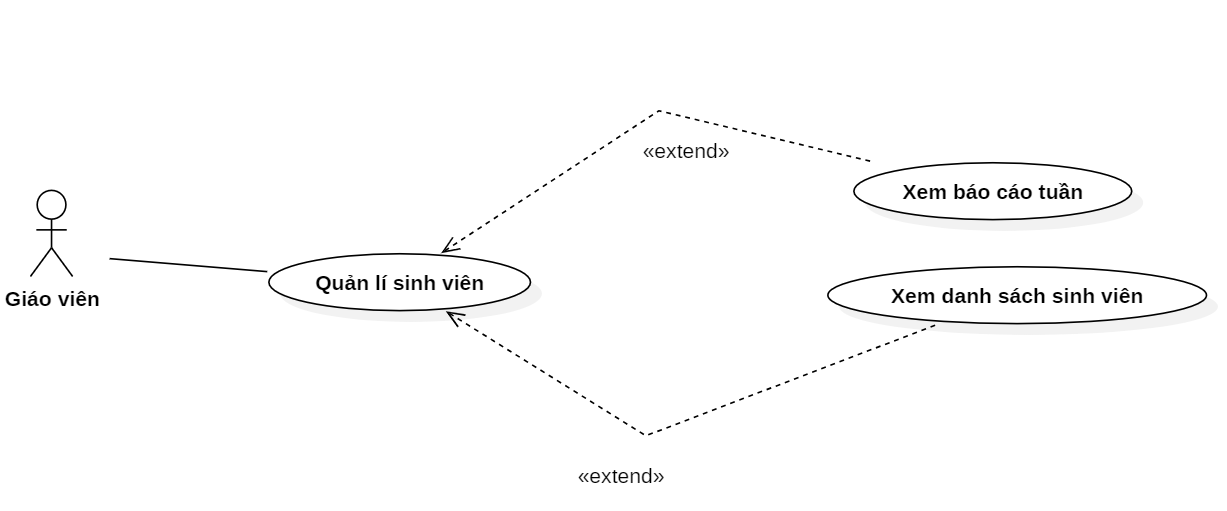 «extend»
Xem báo cáo tuần
Quản lí sinh viên
Giáo viên
Xem danh sách sinh viên
«extend»